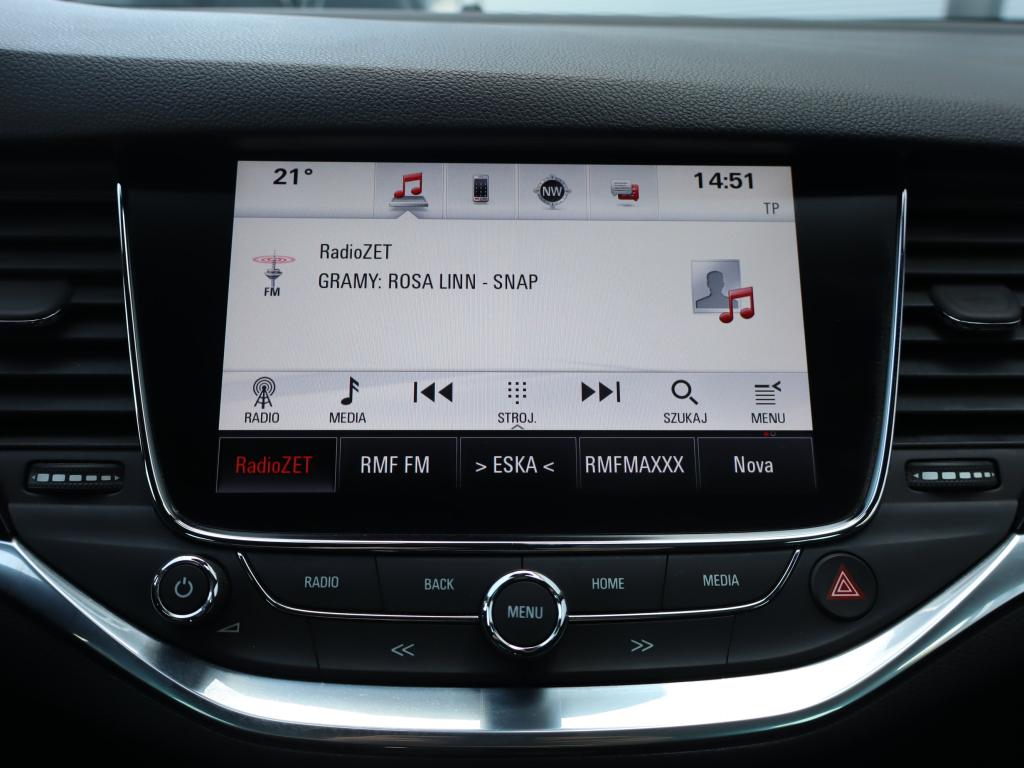 21°
NW
14:51
TP
RadioZET
GRAMY: ROSA LINN - SNAP
FM
RADIO
MEDIA
STROJ.
SZUKAJ
MENU
RadioZET
RMF FM
> ESKA <
RMFMAXXX
Nova
RADIO
BACK
MENU
HOME
MEDIA